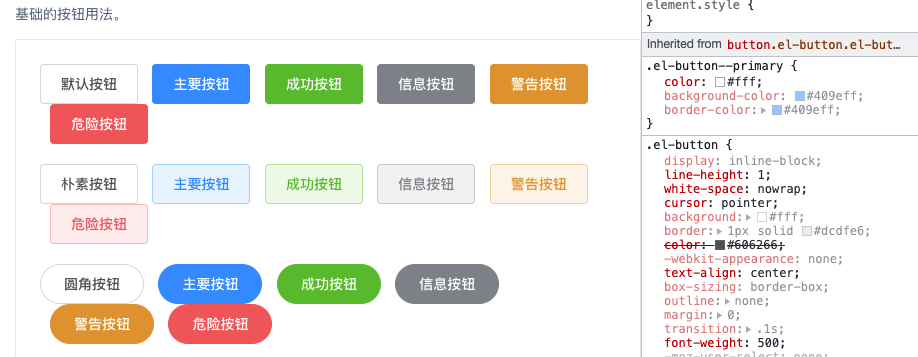 基础的按钮用法。
默认按钮 主要按钮 成功按钮 信息按钮 警告按钮
危险按钮
朴素按钮 主要按钮 成功按钮 信息按钮 警告按钮
危险按钮
圆角按钮 主要按钮 成功按钮 信息按钮
警告按钮 危险按钮
element.style {
}
Inherited from button.el-button.el-but…
.el-button--primary {
color: #fff;
background-color: #409eff;
border-color: #409eff;
}
.el-button {
display: inline-block;
line-height: 1;
white-space: nowrap;
cursor: pointer;
background: #fff;
border: 1px solid #dcdfe6;
color: #606266;
-webkit-appearance: none;
text-align: center;
box-sizing: border-box;
outline: none;
margin: 0;
transition: .1s;
font-weight: 500;
-moz-user-select: none;